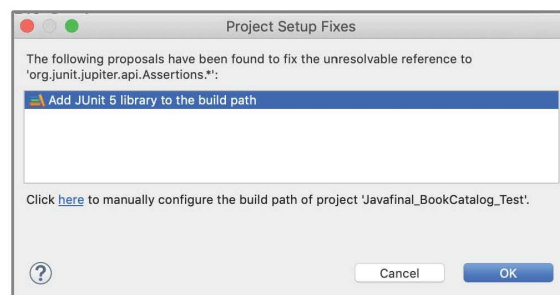 Project Setup Fixes
The following proposals have been found to fix the unresolvable reference to
'org.junit.jupiter.api.Assertions.*':
Add JUnit 5 library to the build path
Click here to manually configure the build path of project 'Javafinal_BookCatalog_Test'.
?
Cancel
OK